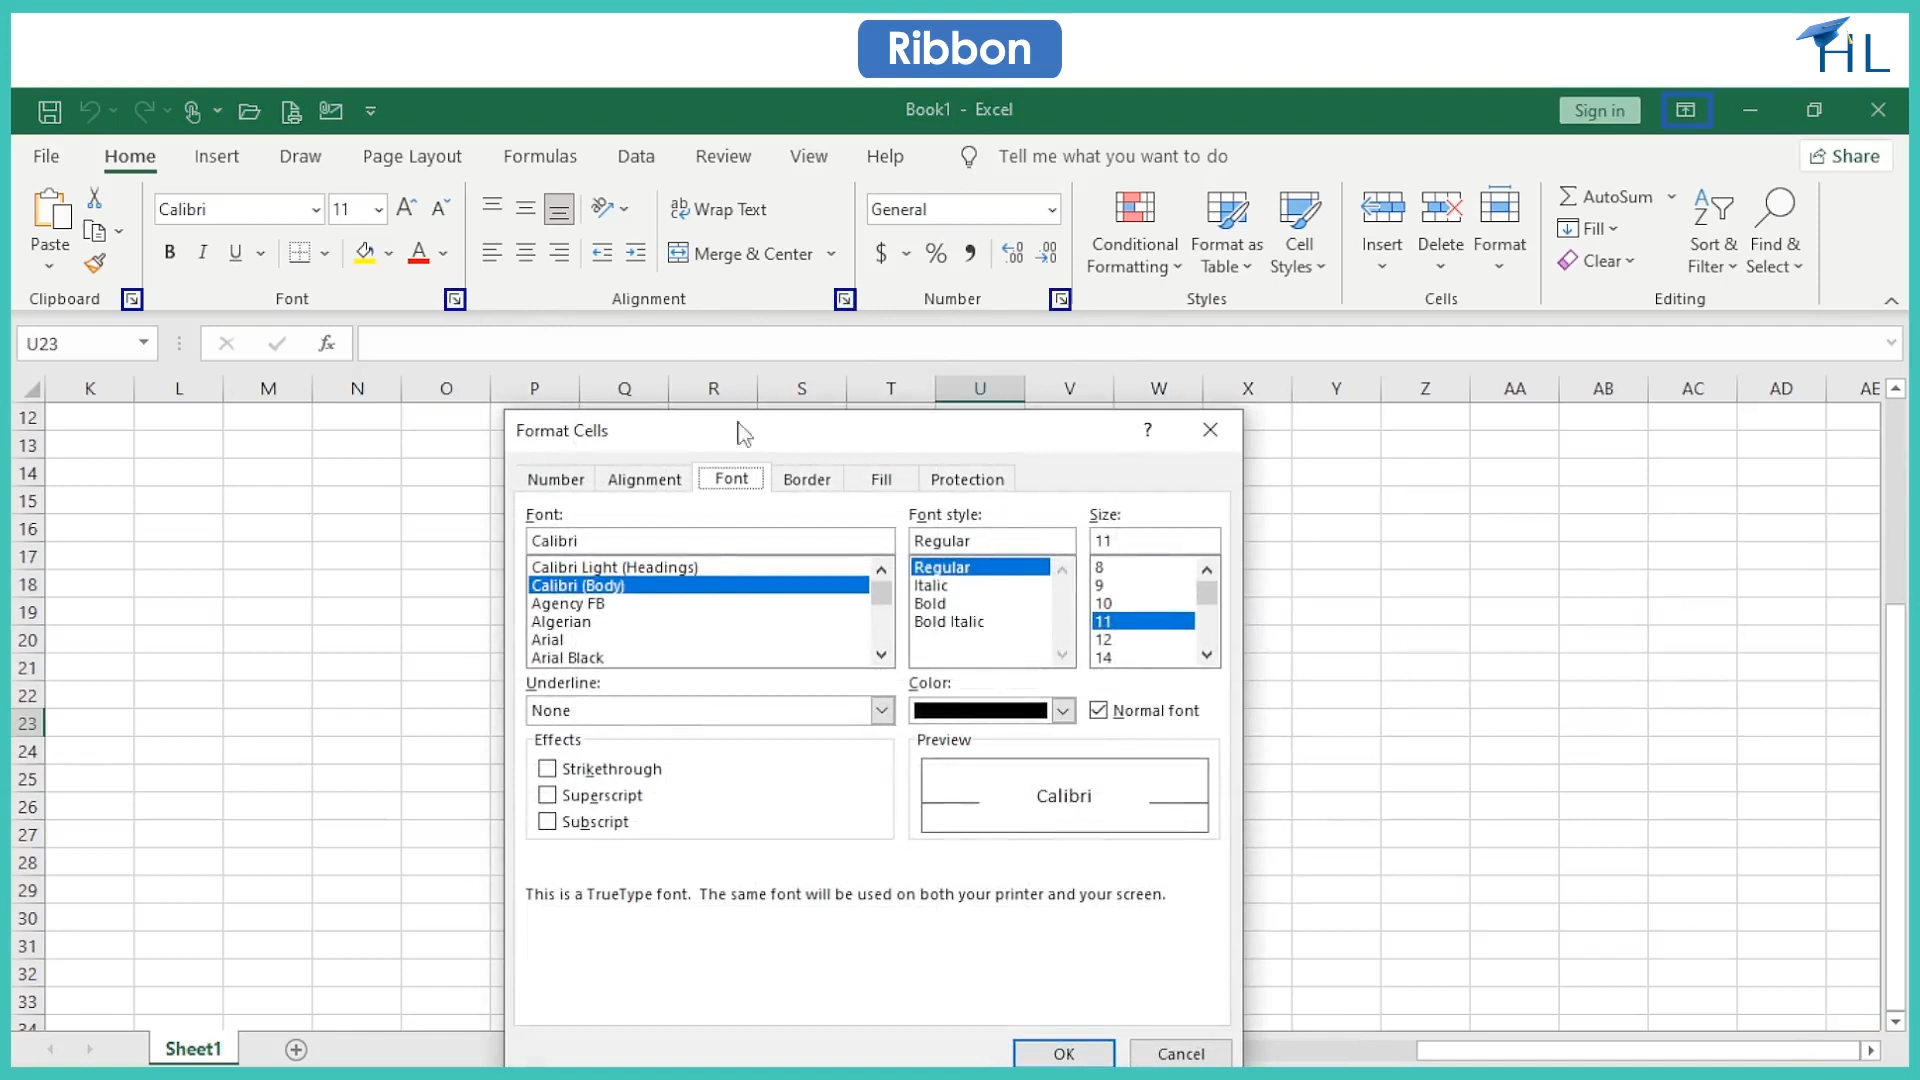 Ribbon
HL
Book1 - Excel
Sign in
File Home Insert Draw Page Layout Formulas Data Review View Help Tell me what you want to do Share
Paste
Calibri 11
B I U A
Wrap Text
Merge & Center
General
$ %
Conditional Formatting
Format as Table
Cell Styles
Insert Delete Format
AutoSum
Fill
Clear
Sort & Filter
Find & Select
Clipboard Font Alignment Number Styles Cells Editing
U23 fx
K L M N O P Q R S T U V W X Y Z AA AB AC AD AE
12
13
14
15
16
17
18
19
20
21
22
23
24
25
26
27
28
29
30
31
32
33
34
Format Cells ?
Number Alignment Font Border Fill Protection
Font: Font style: Size:
Calibri Regular 11
Calibri Light (Headings) Regular 8
Calibri (Body) Italic 9
Agency FB Bold 10
Algerian Bold Italic 11
Arial 12
Arial Black 14
Underline: Color:
None Normal font
Effects Preview
Strikethrough
Superscript Calibri
Subscript
This is a TrueType font. The same font will be used on both your printer and your screen.
OK Cancel
Sheet1